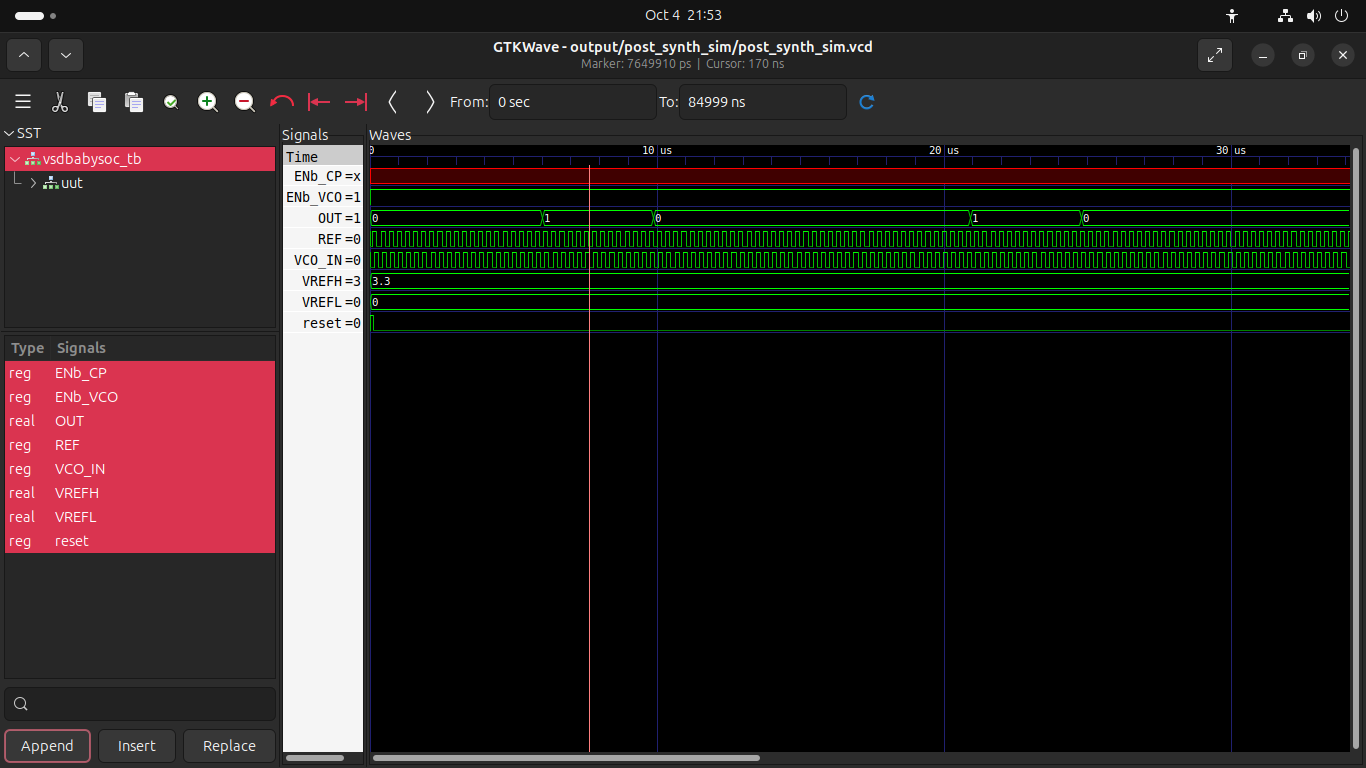 Oct 4 21:53
GTKWave - output/post_synth_sim/post_synth_sim.vcd
Marker: 7649910 ps | Cursor: 170 ns
From: 0 sec To: 84999 ns
SST
vsdbabysoc_tb
uut
Type Signals
reg ENb_CP
reg ENb_VCO
real OUT
reg REF
reg VCO_IN
real VREFH
real VREFL
reg reset
Append Insert Replace
Signals
Time
ENb_CP =x
ENb_VCO =1
OUT =1
REF =0
VCO_IN =0
VREFH =3
VREFL =0
reset =0
Waves
0 10 us 20 us 30 us
0 1 0 1 0
3.3
0